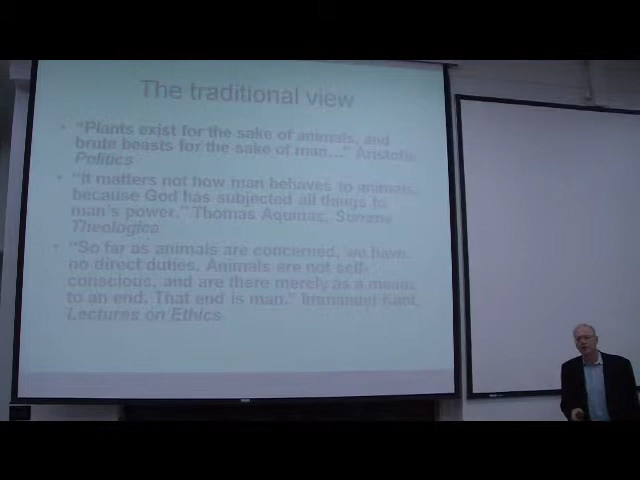 The traditional view
• "Plants exist for the sake of animals, and
brute beasts for the sake of man…" Aristotle,
Politics
• "It matters not how man behaves to animals,
because God has subjected all things to
man's power." Thomas Aquinas, Summa
Theologica
• "So far as animals are concerned, we have
no direct duties. Animals are not self-
conscious, and are there merely as a means
to an end. That end is man." Immanuel Kant,
Lectures on Ethics